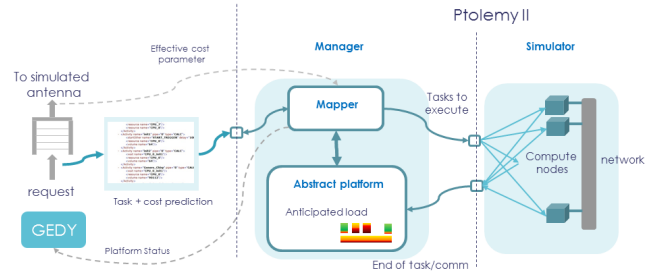 Ptolemy II
Effective cost
parameter
Manager
Simulator
To simulated
antenna
Mapper
Tasks to
execute
Compute
nodes
network
request
Task + cost prediction
Abstract platform
Anticipated load
GEDY
Platform Status
End of task/comm